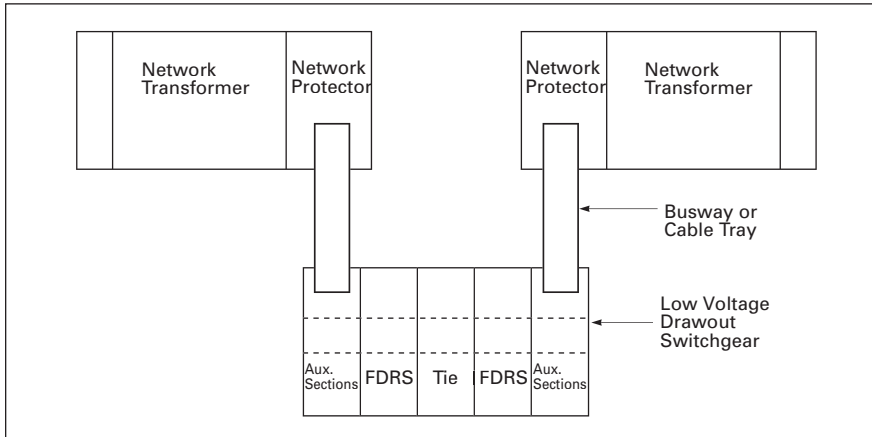 Network
Transformer
Network
Protector
Network
Protector
Network
Transformer
Busway or
Cable Tray
Low Voltage
Drawout
Switchgear
Aux.
Sections
FDRS
Tie
FDRS
Aux.
Sections